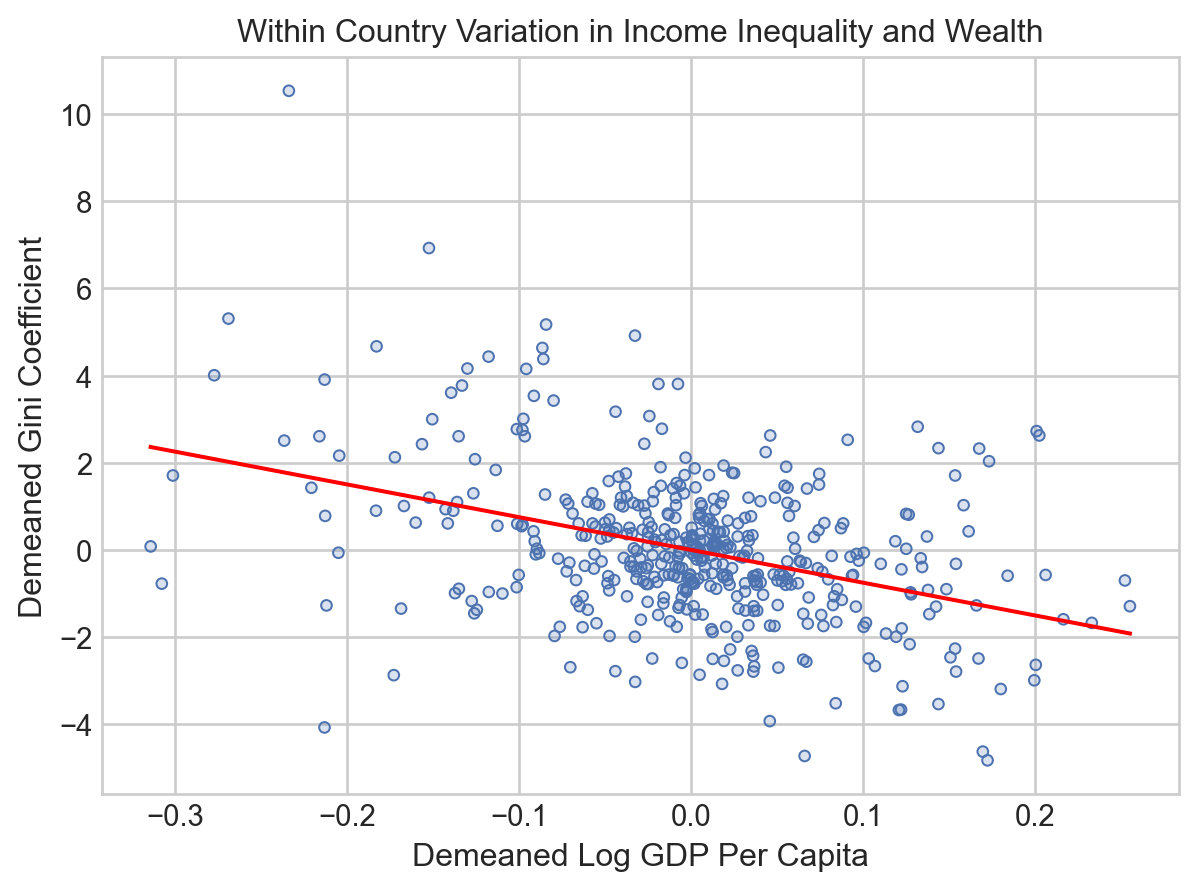 Within Country Variation in Income Inequality and Wealth
Demeaned Gini Coefficient
10
8
6
4
2
0
−2
−4
−0.3 −0.2 −0.1 0.0 0.1 0.2
Demeaned Log GDP Per Capita